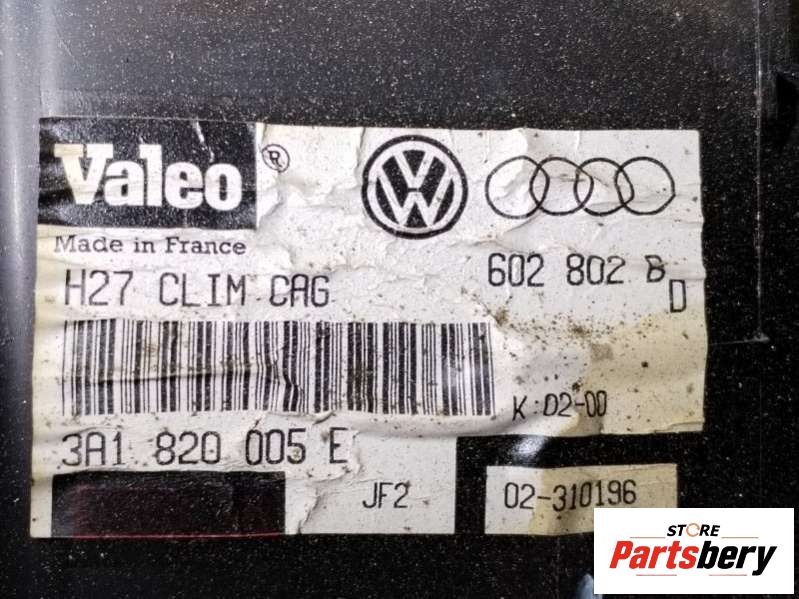 Valeo ®
Made in France
H27 CLIM CAG
602 802 B D
K:02-00
3A1 820 005 E
JF2
02-310196
STORE
Partsbery